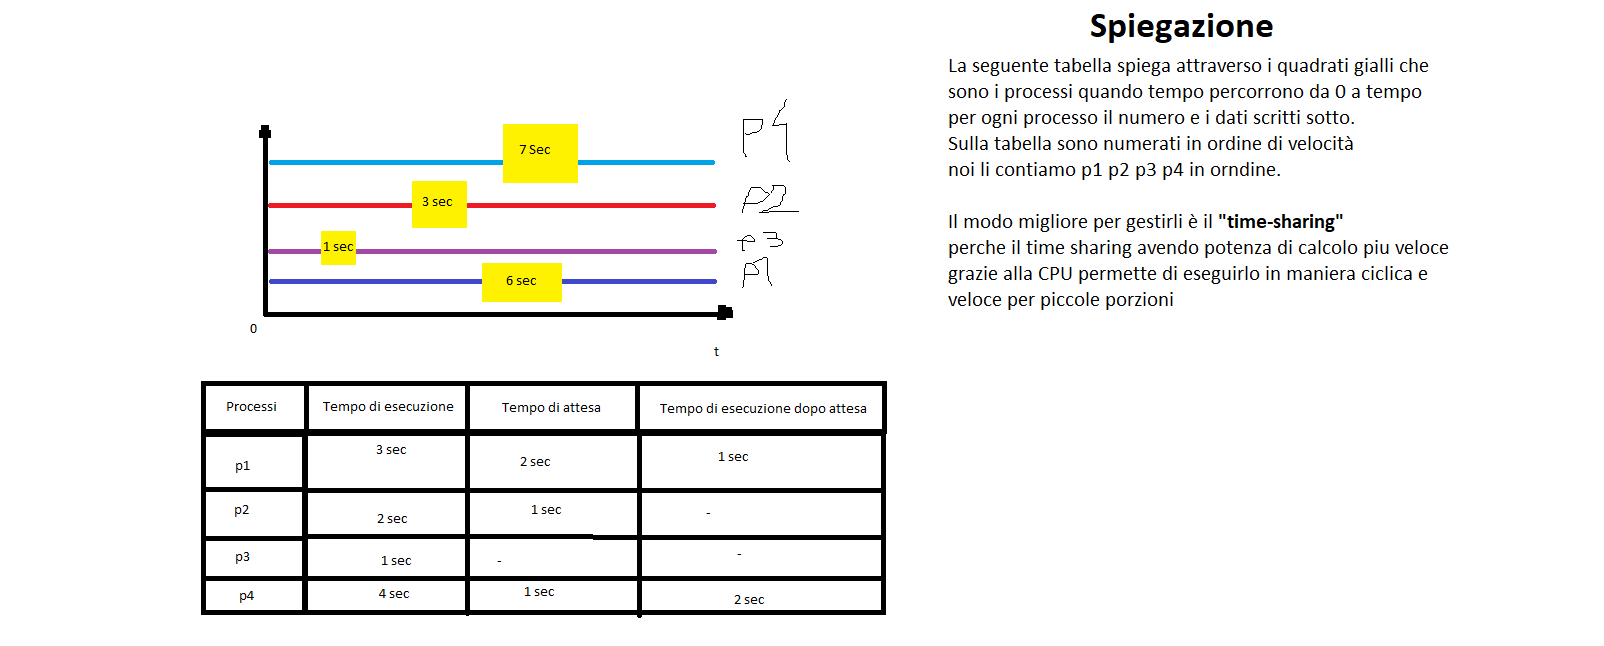 Spiegazione
La seguente tabella spiega attraverso i quadrati gialli che
sono i processi quando tempo percorrono da 0 a tempo
per ogni processo il numero e i dati scritti sotto.
Sulla tabella sono numerati in ordine di velocità
noi li contiamo p1 p2 p3 p4 in orndine.
Il modo migliore per gestirli è il "time-sharing"
perche il time sharing avendo potenza di calcolo piu veloce
grazie alla CPU permette di eseguirlo in maniera ciclica e
veloce per piccole porzioni
7 Sec P4
3 sec P2
1 sec P3
6 sec P1
0
t
Processi Tempo di esecuzione Tempo di attesa Tempo di esecuzione dopo attesa
p1 3 sec 2 sec 1 sec
p2 2 sec 1 sec -
p3 1 sec - -
p4 4 sec 1 sec 2 sec